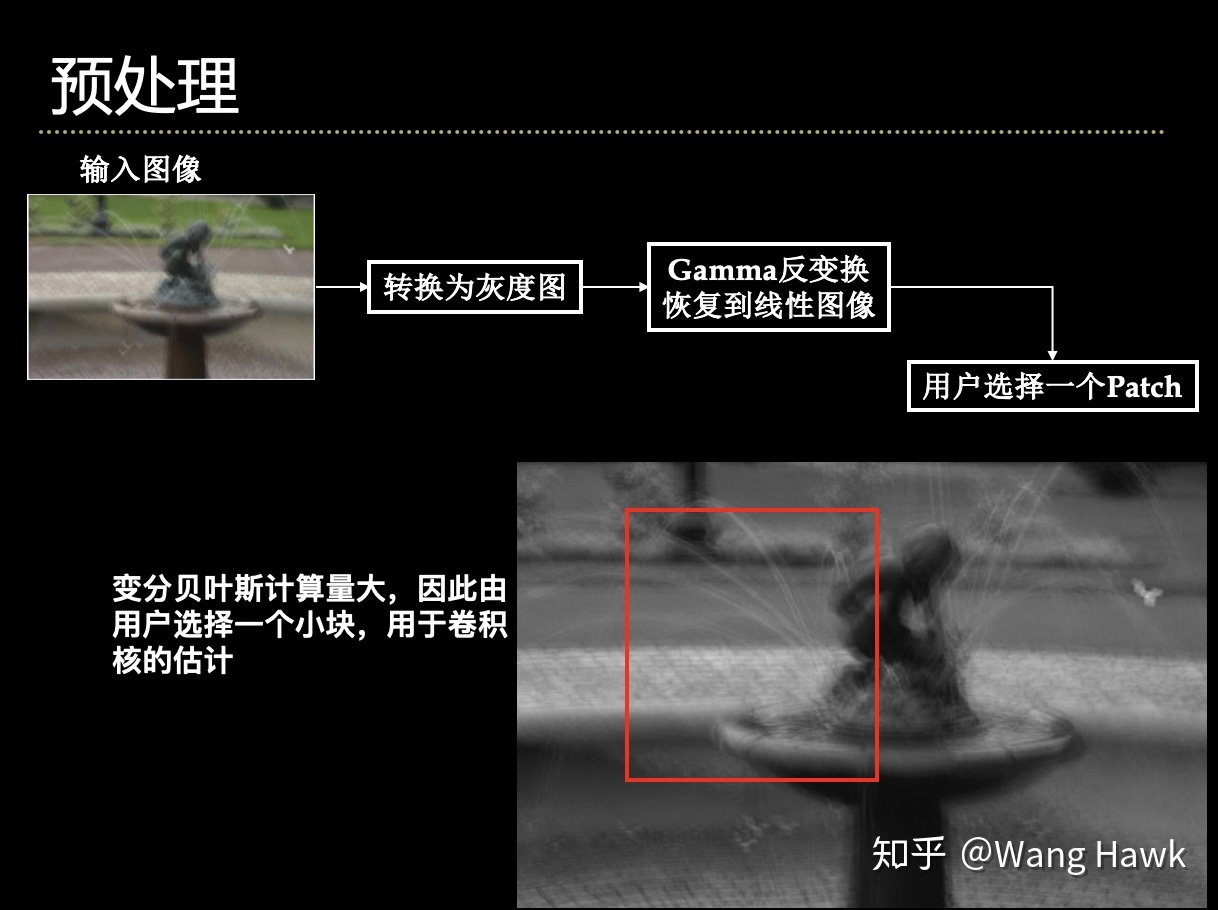 预处理
输入图像
转换为灰度图
Gamma反变换
恢复到线性图像
用户选择一个Patch
变分贝叶斯计算量大，因此由
用户选择一个小块，用于卷积
核的估计
知乎 @Wang Hawk